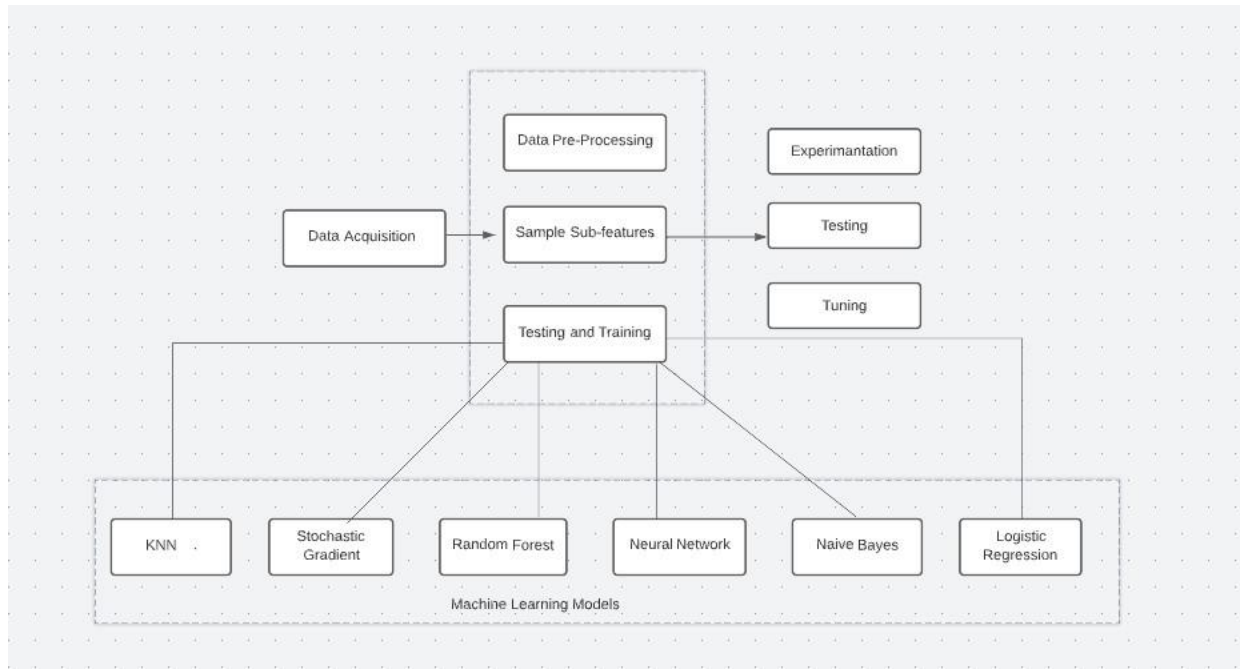 Data Pre-Processing
Experimantation
Data Acquisition
Sample Sub-features
Testing
Tuning
Testing and Training
KNN .
Stochastic
Gradient
Random Forest
Neural Network
Naive Bayes
Logistic
Regression
Machine Learning Models